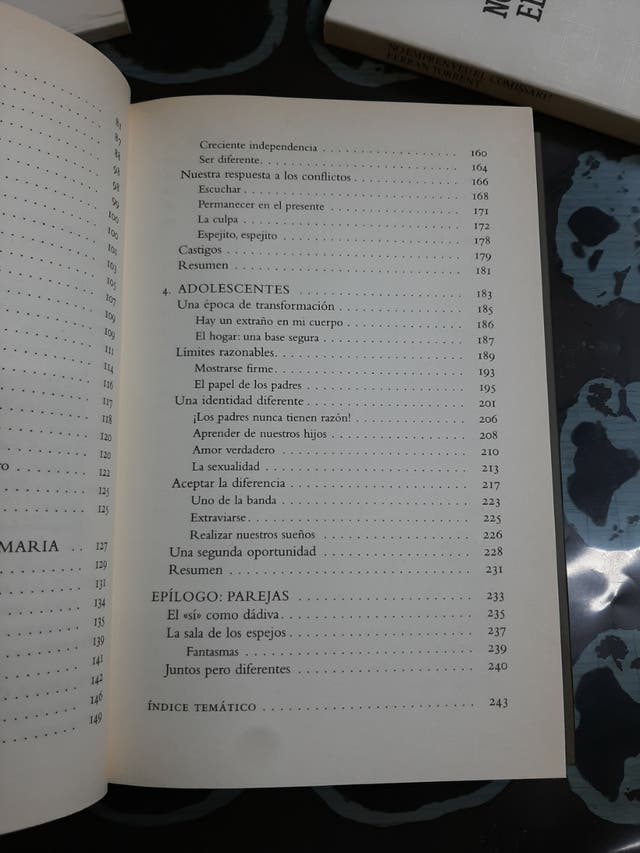 NO EMPRENYEU EL COMISSARI!
FERRAN TORRENT
81
87
88
98
98
99
100
100
101
103
105
107
109
109
111
114
116
117
118
120
120
122
125
125
MARIA . . 127
129
131
134
135
139
141
142
146
149
Creciente independencia . . . . . . . . . . . . . . . . . . 160
Ser diferente. . . . . . . . . . . . . . . . . . . . . . . . . . 164
Nuestra respuesta a los conflictos . . . . . . . . . . . . . . 166
Escuchar . . . . . . . . . . . . . . . . . . . . . . . . . . . 168
Permanecer en el presente . . . . . . . . . . . . . . . . . 171
La culpa . . . . . . . . . . . . . . . . . . . . . . . . . . . 172
Espejito, espejito . . . . . . . . . . . . . . . . . . . . . . 178
Castigos . . . . . . . . . . . . . . . . . . . . . . . . . . . . 179
Resumen . . . . . . . . . . . . . . . . . . . . . . . . . . . 181
4. ADOLESCENTES . . . . . . . . . . . . . . . . . . . . . . 183
Una época de transformación . . . . . . . . . . . . . . . . 185
Hay un extraño en mi cuerpo . . . . . . . . . . . . . . . 186
El hogar: una base segura . . . . . . . . . . . . . . . . . 187
Límites razonables. . . . . . . . . . . . . . . . . . . . . . . 189
Mostrarse firme. . . . . . . . . . . . . . . . . . . . . . . . 193
El papel de los padres . . . . . . . . . . . . . . . . . . . 195
Una identidad diferente . . . . . . . . . . . . . . . . . . . 201
¡Los padres nunca tienen razón! . . . . . . . . . . . . . . 206
Aprender de nuestros hijos . . . . . . . . . . . . . . . . . 208
Amor verdadero . . . . . . . . . . . . . . . . . . . . . . . 210
La sexualidad . . . . . . . . . . . . . . . . . . . . . . . . 213
Aceptar la diferencia . . . . . . . . . . . . . . . . . . . . 217
Uno de la banda . . . . . . . . . . . . . . . . . . . . . . . 223
Extraviarse. . . . . . . . . . . . . . . . . . . . . . . . . . 225
Realizar nuestros sueños . . . . . . . . . . . . . . . . . . 226
Una segunda oportunidad . . . . . . . . . . . . . . . . . . 228
Resumen . . . . . . . . . . . . . . . . . . . . . . . . . . . 231
EPÍLOGO: PAREJAS . . . . . . . . . . . . . . . . . . . . . 233
El «sí» como dádiva. . . . . . . . . . . . . . . . . . . . . . 235
La sala de los espejos. . . . . . . . . . . . . . . . . . . . . 237
Fantasmas . . . . . . . . . . . . . . . . . . . . . . . . . . 239
Juntos pero diferentes . . . . . . . . . . . . . . . . . . . . 240
ÍNDICE TEMÁTICO . . . . . . . . . . . . . . . . . . . . . . 243